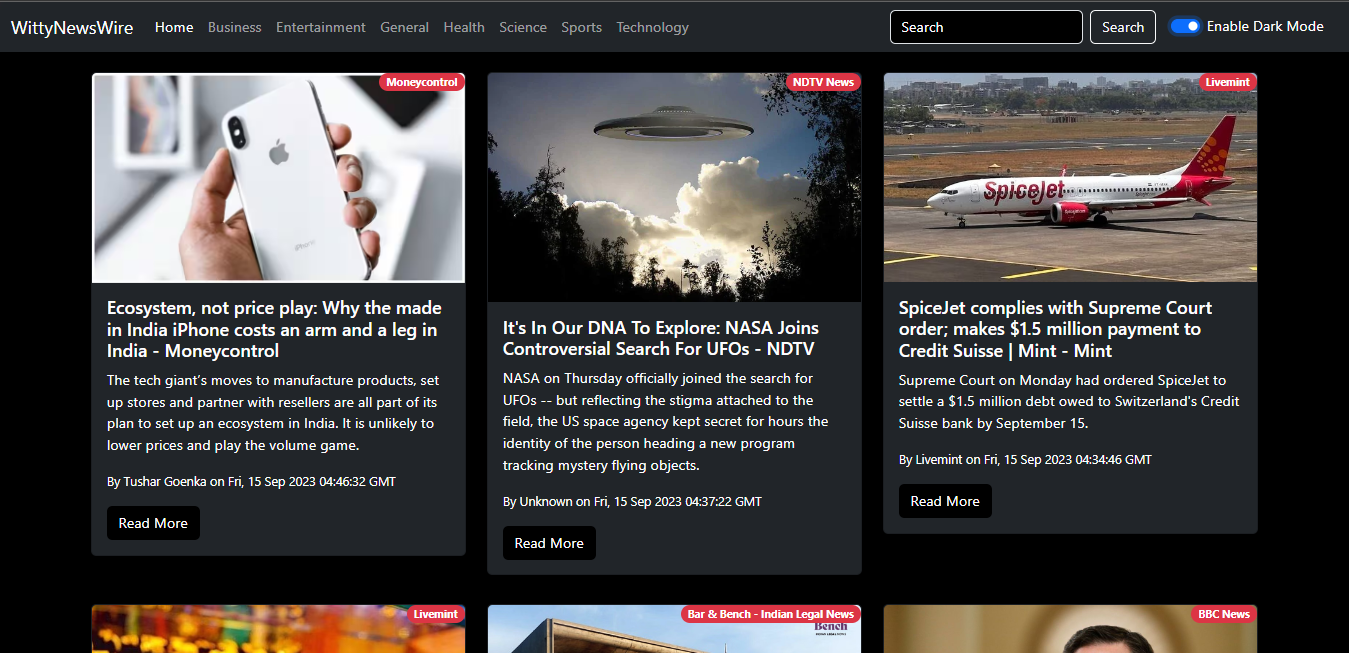 WittyNewsWire Home Business Entertainment General Health Science Sports Technology Search Search Enable Dark Mode
Moneycontrol
Ecosystem, not price play: Why the made
in India iPhone costs an arm and a leg in
India - Moneycontrol
The tech giant’s moves to manufacture products, set
up stores and partner with resellers are all part of its
plan to set up an ecosystem in India. It is unlikely to
lower prices and play the volume game.
By Tushar Goenka on Fri, 15 Sep 2023 04:46:32 GMT
Read More
NDTV News
It's In Our DNA To Explore: NASA Joins
Controversial Search For UFOs - NDTV
NASA on Thursday officially joined the search for
UFOs -- but reflecting the stigma attached to the
field, the US space agency kept secret for hours the
identity of the person heading a new program
tracking mystery flying objects.
By Unknown on Fri, 15 Sep 2023 04:37:22 GMT
Read More
Livemint
SpiceJet
SpiceJet complies with Supreme Court
order; makes $1.5 million payment to
Credit Suisse | Mint - Mint
Supreme Court on Monday had ordered SpiceJet to
settle a $1.5 million debt owed to Switzerland's Credit
Suisse bank by September 15.
By Livemint on Fri, 15 Sep 2023 04:34:46 GMT
Read More
Livemint
Bar & Bench - Indian Legal News
Bench
BBC News